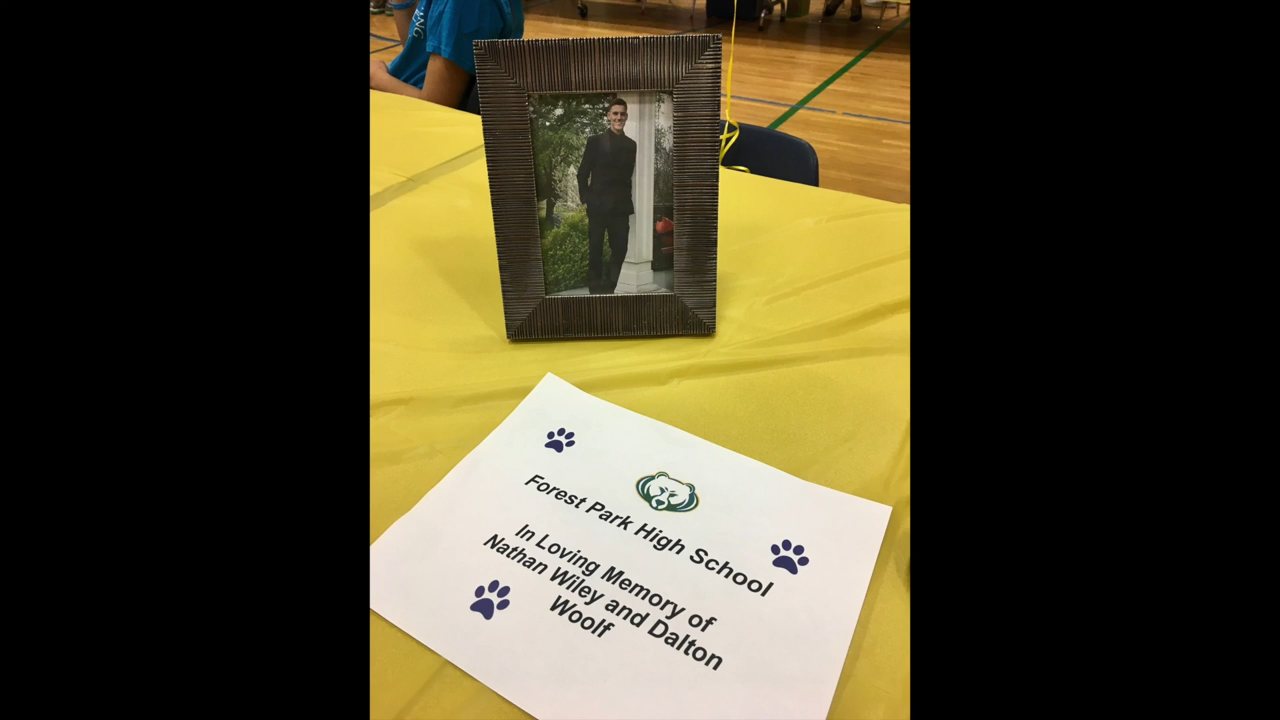 Forest Park High School
In Loving Memory of
Nathan Wiley and Dalton
Woolf